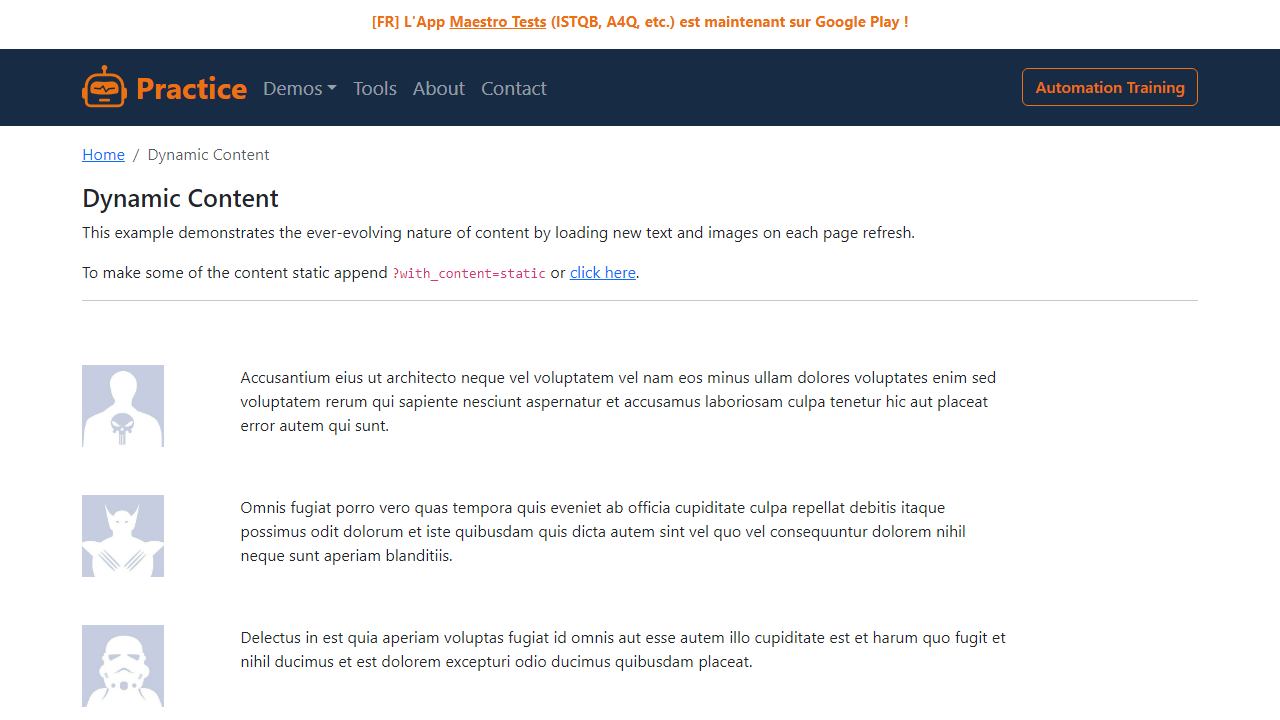 [FR] L'App Maestro Tests (ISTQB, A4Q, etc.) est maintenant sur Google Play !
Practice Demos Tools About Contact Automation Training
Home / Dynamic Content
Dynamic Content
This example demonstrates the ever-evolving nature of content by loading new text and images on each page refresh.
To make some of the content static append ?with_content=static or click here.
Accusantium eius ut architecto neque vel voluptatem vel nam eos minus ullam dolores voluptates enim sed
voluptatem rerum qui sapiente nesciunt aspernatur et accusamus laboriosam culpa tenetur hic aut placeat
error autem qui sunt.
Omnis fugiat porro vero quas tempora quis eveniet ab officia cupiditate culpa repellat debitis itaque
possimus odit dolorum et iste quibusdam quis dicta autem sint vel quo vel consequuntur dolorem nihil
neque sunt aperiam blanditiis.
Delectus in est quia aperiam voluptas fugiat id omnis aut esse autem illo cupiditate est et harum quo fugit et
nihil ducimus et est dolorem excepturi odio ducimus quibusdam placeat.